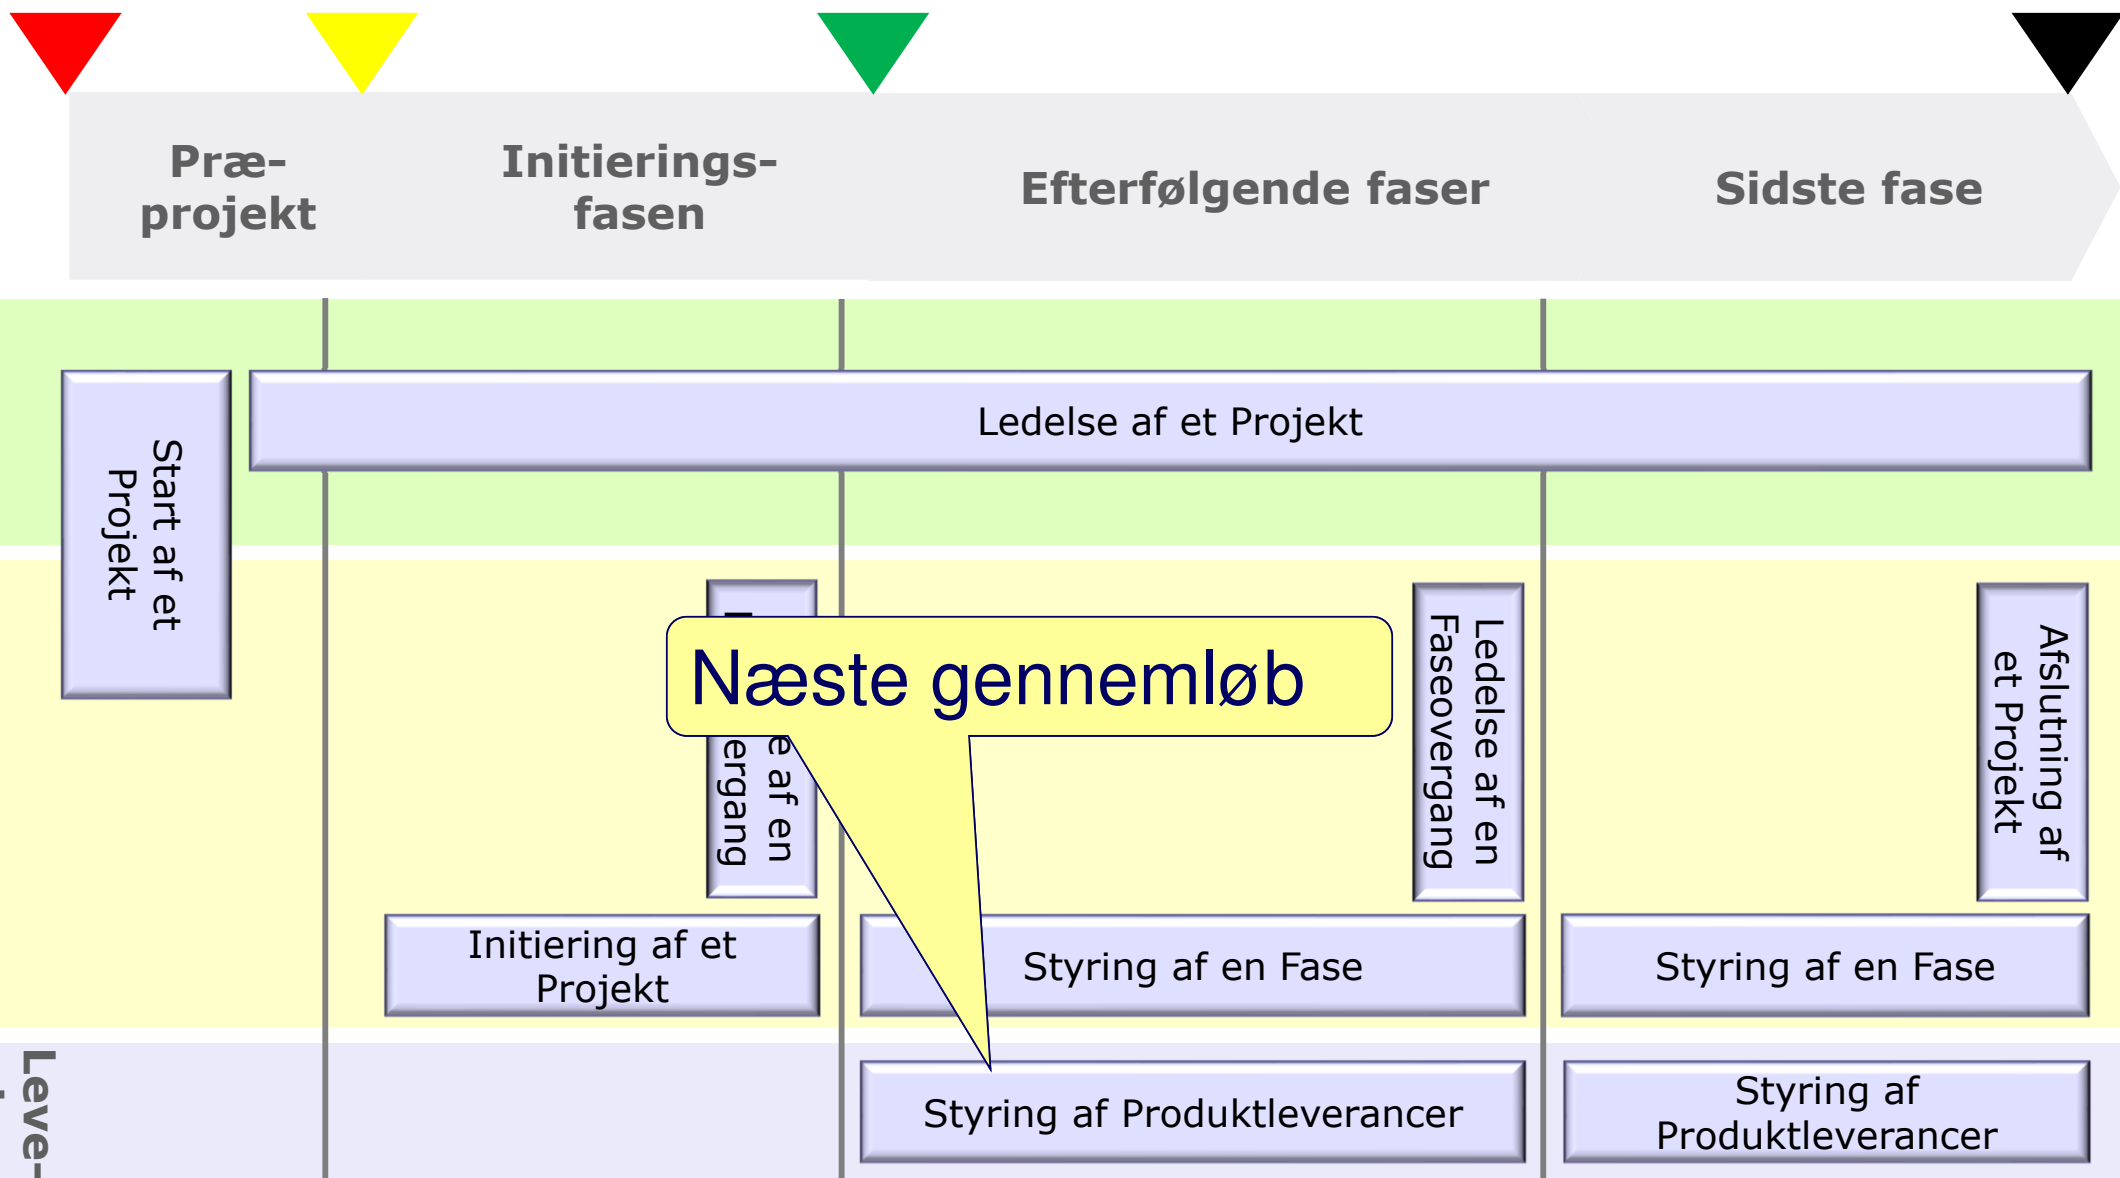 Præ-
projekt
Initierings-
fasen
Efterfølgende faser
Sidste fase
Ledelse af et Projekt
Start af et
Projekt
af en
Næste gennemløb
Ledelse af en
Faseovergang
Afslutning af
et Projekt
Initiering af et
Projekt
Styring af en Fase
Styring af en Fase
Leve-
Styring af Produktleverancer
Styring af
Produktleverancer